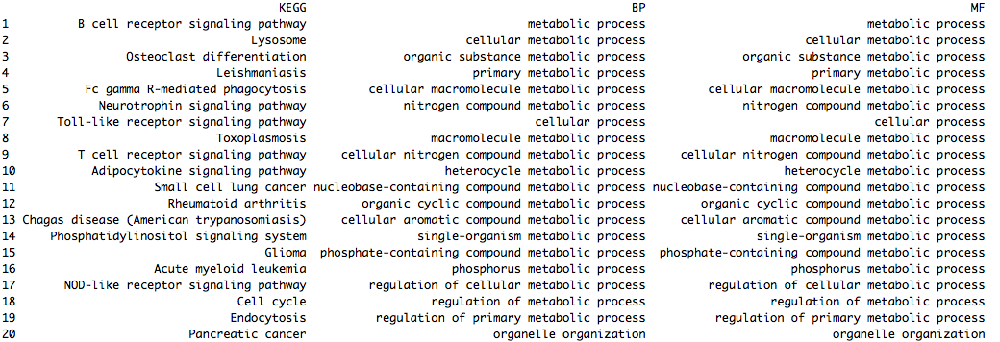 KEGG BP MF
1 B cell receptor signaling pathway metabolic process metabolic process
2 Lysosome cellular metabolic process cellular metabolic process
3 Osteoclast differentiation organic substance metabolic process organic substance metabolic process
4 Leishmaniasis primary metabolic process primary metabolic process
5 Fc gamma R-mediated phagocytosis cellular macromolecule metabolic process cellular macromolecule metabolic process
6 Neurotrophin signaling pathway nitrogen compound metabolic process nitrogen compound metabolic process
7 Toll-like receptor signaling pathway cellular process cellular process
8 Toxoplasmosis macromolecule metabolic process macromolecule metabolic process
9 T cell receptor signaling pathway cellular nitrogen compound metabolic process cellular nitrogen compound metabolic process
10 Adipocytokine signaling pathway heterocycle metabolic process heterocycle metabolic process
11 Small cell lung cancer nucleobase-containing compound metabolic process nucleobase-containing compound metabolic process
12 Rheumatoid arthritis organic cyclic compound metabolic process organic cyclic compound metabolic process
13 Chagas disease (American trypanosomiasis) cellular aromatic compound metabolic process cellular aromatic compound metabolic process
14 Phosphatidylinositol signaling system single-organism metabolic process single-organism metabolic process
15 Glioma phosphate-containing compound metabolic process phosphate-containing compound metabolic process
16 Acute myeloid leukemia phosphorus metabolic process phosphorus metabolic process
17 NOD-like receptor signaling pathway regulation of cellular metabolic process regulation of cellular metabolic process
18 Cell cycle regulation of metabolic process regulation of metabolic process
19 Endocytosis regulation of primary metabolic process regulation of primary metabolic process
20 Pancreatic cancer organelle organization organelle organization